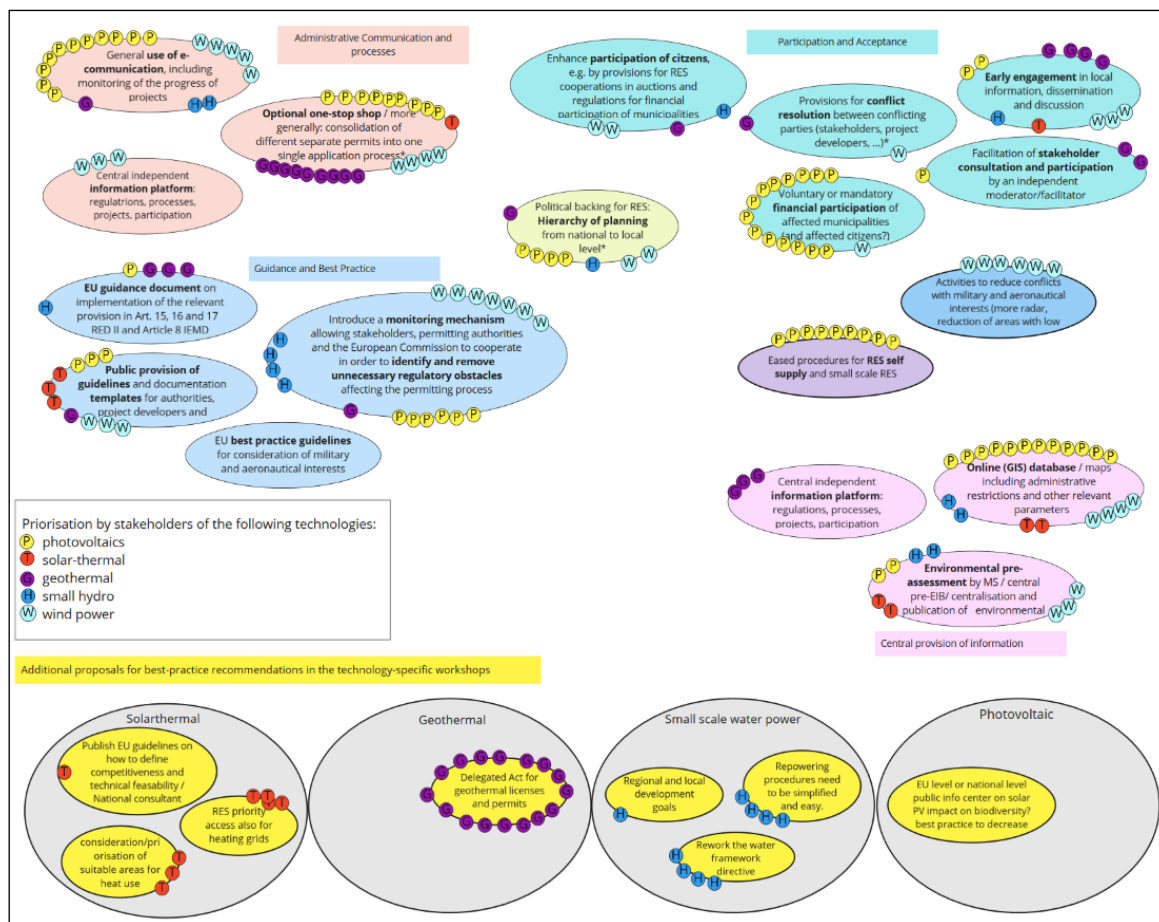 Administrative Communication and
processes
General use of e-
communication, including
monitoring of the progress of
projects
Optional one-stop shop / more
generally: consolidation of
different separate permits into one
single application process*
Central independent
information platform:
regulatrions, processes,
projects, participation
Participation and Acceptance
Enhance participation of citzens,
e.g. by provisions for RES
cooperations in auctions and
regulations for financial
participation of municipalities
Provisions for conflict
resolution between conflicting
parties (stakeholders, project
developers, ...)*
Early engagement in local
information, dissemination
and discussion
Facilitation of stakeholder
consultation and participation
by an independent
moderator/facilitator
Voluntary or mandatory
financial participation of
affected municipalities
(and affected citizens?)
Political backing for RES:
Hierarchy of planning
from national to local
level*
Activities to reduce conflicts
with military and aeronautical
interests (more radar,
reduction of areas with low
Eased procedures for RES self
supply and small scale RES
Guidance and Best Practice
EU guidance document on
implementation of the relevant
provision in Art. 15, 16 and 17
RED II and Article 8 IEMD
Introduce a monitoring mechanism
allowing stakeholders, permitting authorities
and the European Commission to cooperate
in order to identify and remove
unnecessary regulatory obstacles
affecting the permitting process
Public provision of
guidelines and documentation
templates for authorities,
project developers and
EU best practice guidelines
for consideration of military
and aeronautical interests
Central independent
information platform:
regulations, processes,
projects, participation
Online (GIS) database / maps
including administrative
restrictions and other relevant
parameters
Environmental pre-
assessment by MS / central
pre-EIB/ centralisation and
publication of environmental
Central provision of information
Priorisation by stakeholders of the following technologies:
P photovoltaics
T solar-thermal
G geothermal
H small hydro
W wind power
Additional proposals for best-practice recommendations in the technology-specific workshops
Solarthermal
Publish EU guidelines on
how to define
competitiveness and
technical feasability /
National consultant
RES priority
access also for
heating grids
consideration/pri
orisation of
suitable areas for
heat use
Geothermal
Delegated Act for
geothermal licenses
and permits
Small scale water power
Regional and local
development
goals
Repowering
procedures need
to be simplified
and easy.
Rework the water
framework
directive
Photovoltaic
EU level or national level
public info center on solar
PV impact on biodiversity?
best practice to decrease